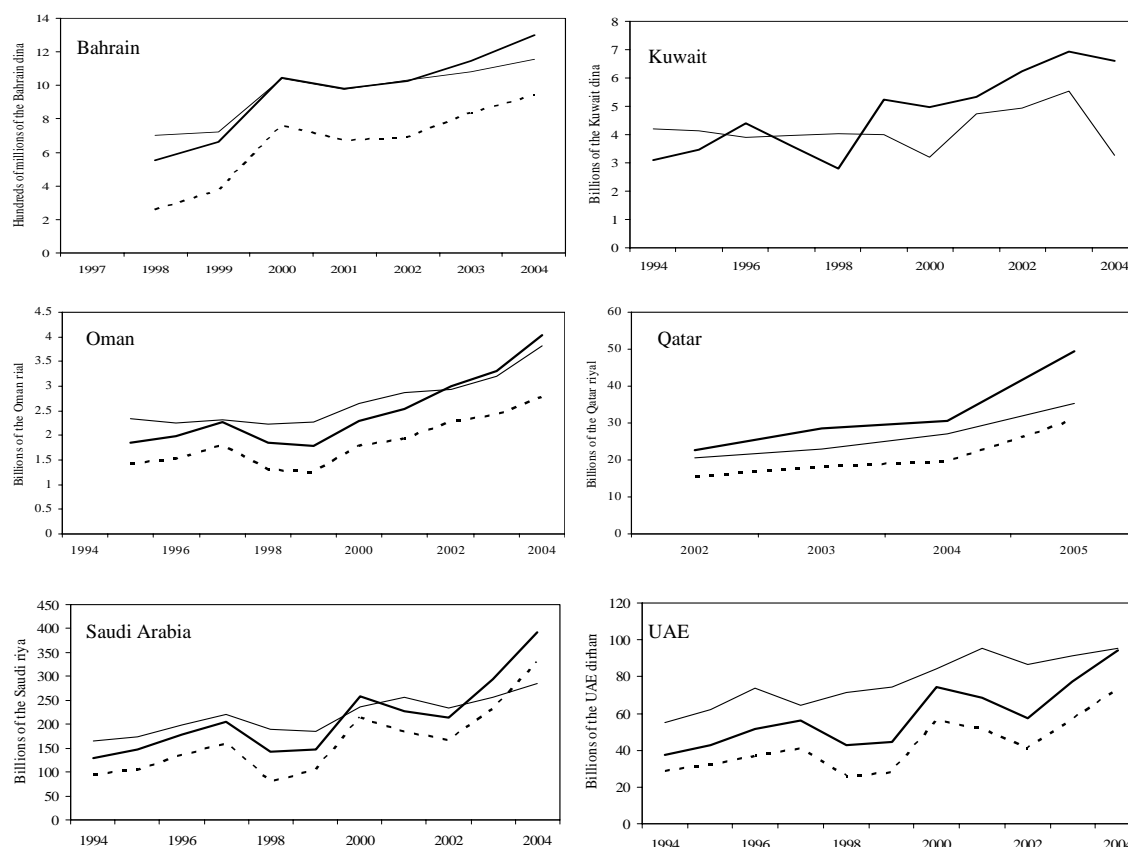 Bahrain
Hundreds of millions of the Bahrain dina
14
12
10
8
6
4
2
0
1997 1998 1999 2000 2001 2002 2003 2004
Kuwait
Billions of the Kuwait dina
8
7
6
5
4
3
2
1
0
1994 1996 1998 2000 2002 2004
Oman
Billions of the Oman rial
4.5
4
3.5
3
2.5
2
1.5
1
0.5
0
1994 1996 1998 2000 2002 2004
Qatar
Billions of the Qatar riyal
60
50
40
30
20
10
0
2002 2003 2004 2005
Saudi Arabia
Billions of the Saudi riya
450
400
350
300
250
200
150
100
50
0
1994 1996 1998 2000 2002 2004
UAE
Billions of the UAE dirhan
120
100
80
60
40
20
0
1994 1996 1998 2000 2002 2004